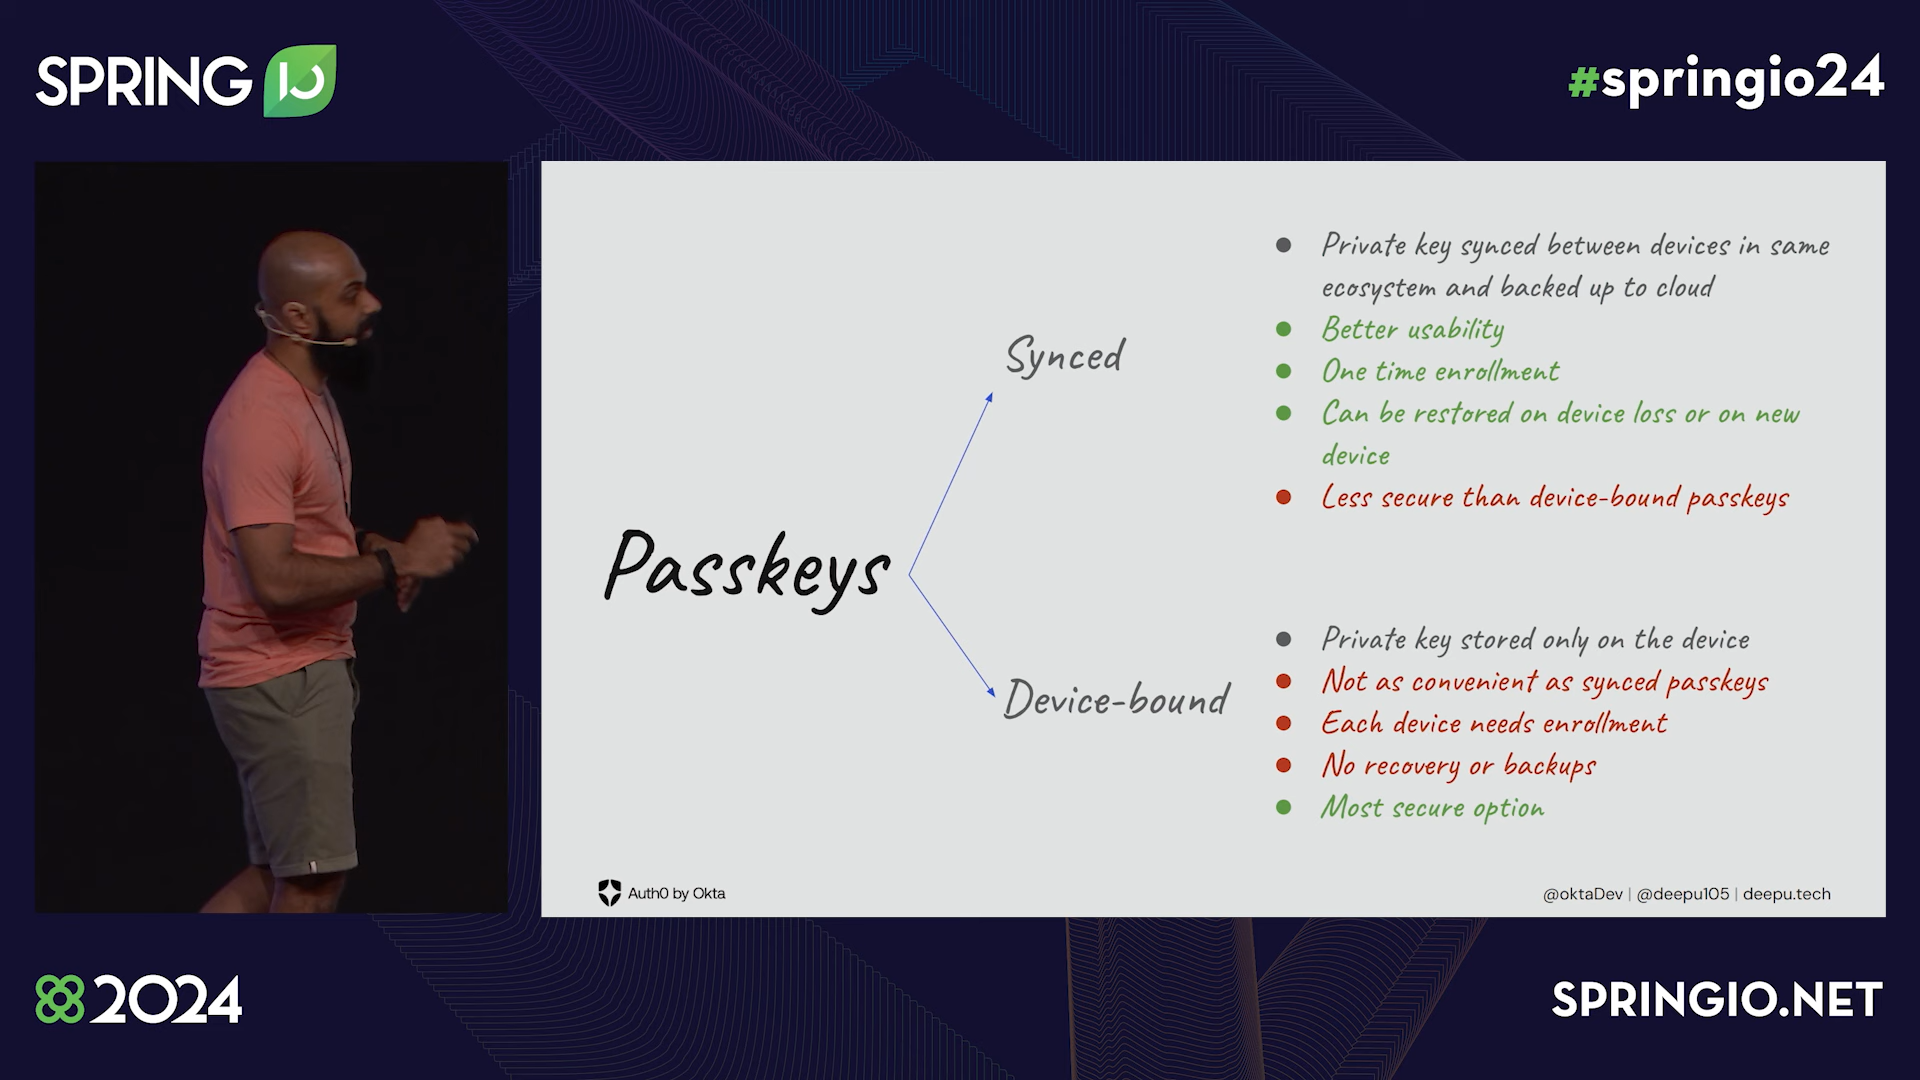 SPRING IO
#springio24
Private key synced between devices in same
ecosystem and backed up to cloud
Better usability
One time enrollment
Can be restored on device loss or on new
device
Less secure than device-bound passkeys
Synced
Passkeys
Device-bound
Private key stored only on the device
Not as convenient as synced passkeys
Each device needs enrollment
No recovery or backups
Most secure option
Auth0 by Okta
@oktaDev | @deepu105 | deepu.tech
2024
SPRINGIO.NET